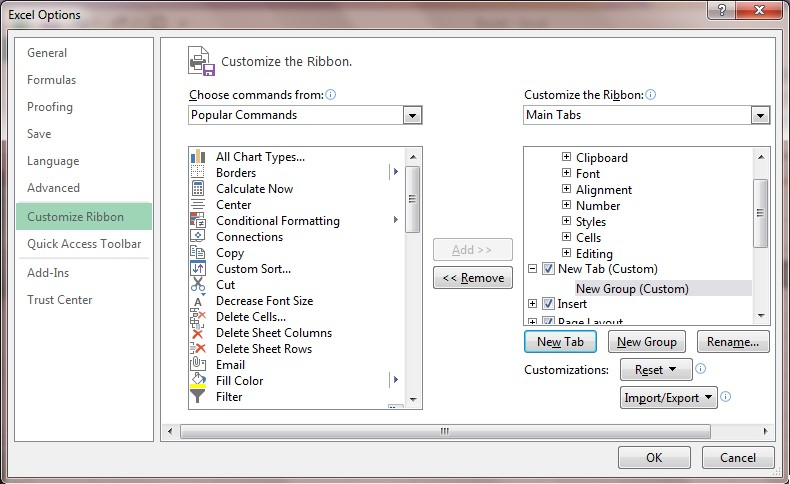 Excel Options
General
Formulas
Proofing
Save
Language
Advanced
Customize Ribbon
Quick Access Toolbar
Add-Ins
Trust Center
Customize the Ribbon.
Choose commands from:
Popular Commands
All Chart Types...
Borders
Calculate Now
Center
Conditional Formatting
Connections
Copy
Custom Sort...
Cut
Decrease Font Size
Delete Cells...
Delete Sheet Columns
Delete Sheet Rows
Email
Fill Color
Filter
Add >>
<< Remove
Customize the Ribbon:
Main Tabs
Clipboard
Font
Alignment
Number
Styles
Cells
Editing
New Tab (Custom)
New Group (Custom)
Insert
Page Layout
New Tab
New Group
Rename...
Customizations:
Reset
Import/Export
OK
Cancel